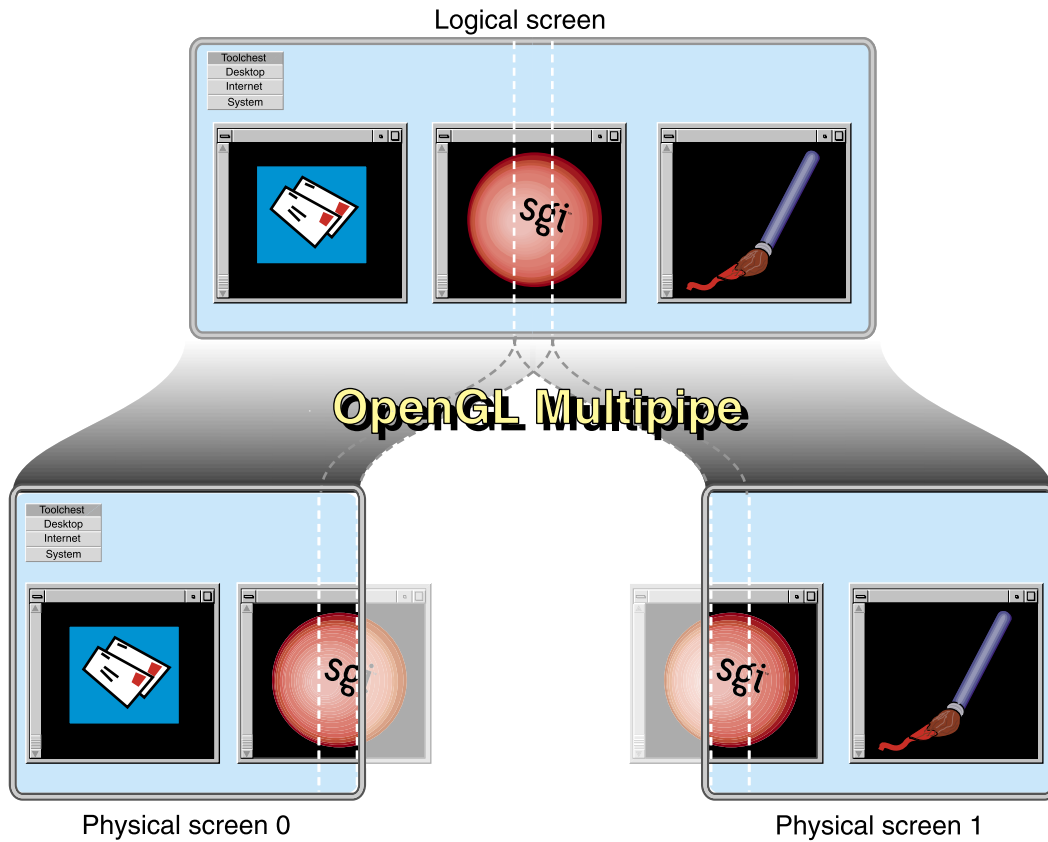 Logical screen
Toolchest
Desktop
Internet
System
sgi
OpenGL Multipipe
Toolchest
Desktop
Internet
System
sgi
sgi
Physical screen 0
Physical screen 1